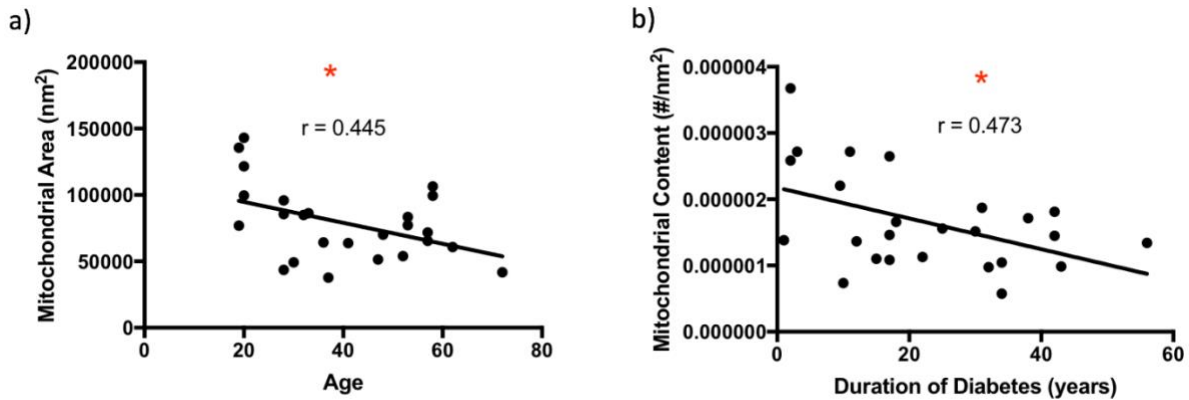 a)
Mitochondrial Area (nm²)
200000
150000
100000
50000
0
*
r = 0.445
0 20 40 60 80
Age
b)
Mitochondrial Content (#/nm²)
0.000004
0.000003
0.000002
0.000001
0.000000
*
r = 0.473
0 20 40 60
Duration of Diabetes (years)